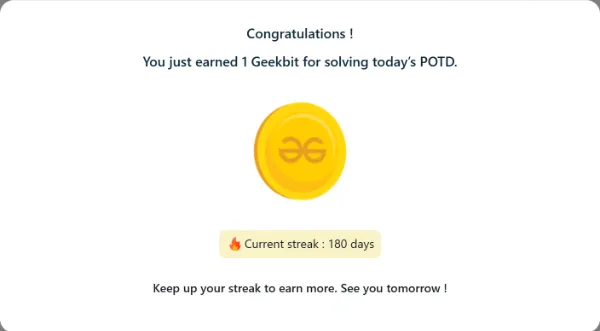 Congratulations !
You just earned 1 Geekbit for solving today's POTD.
Current streak : 180 days
Keep up your streak to earn more. See you tomorrow !